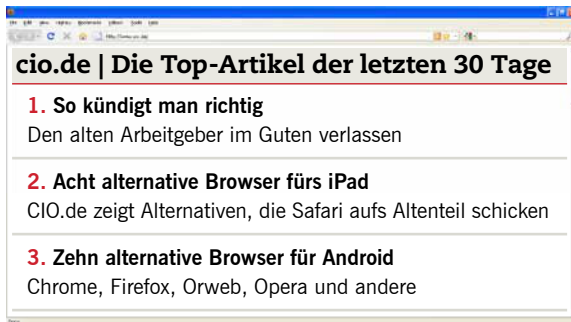 cio.de | Die Top-Artikel der letzten 30 Tage
1. So kündigt man richtig
Den alten Arbeitgeber im Guten verlassen
2. Acht alternative Browser fürs iPad
CIO.de zeigt Alternativen, die Safari aufs Altenteil schicken
3. Zehn alternative Browser für Android
Chrome, Firefox, Orweb, Opera und andere